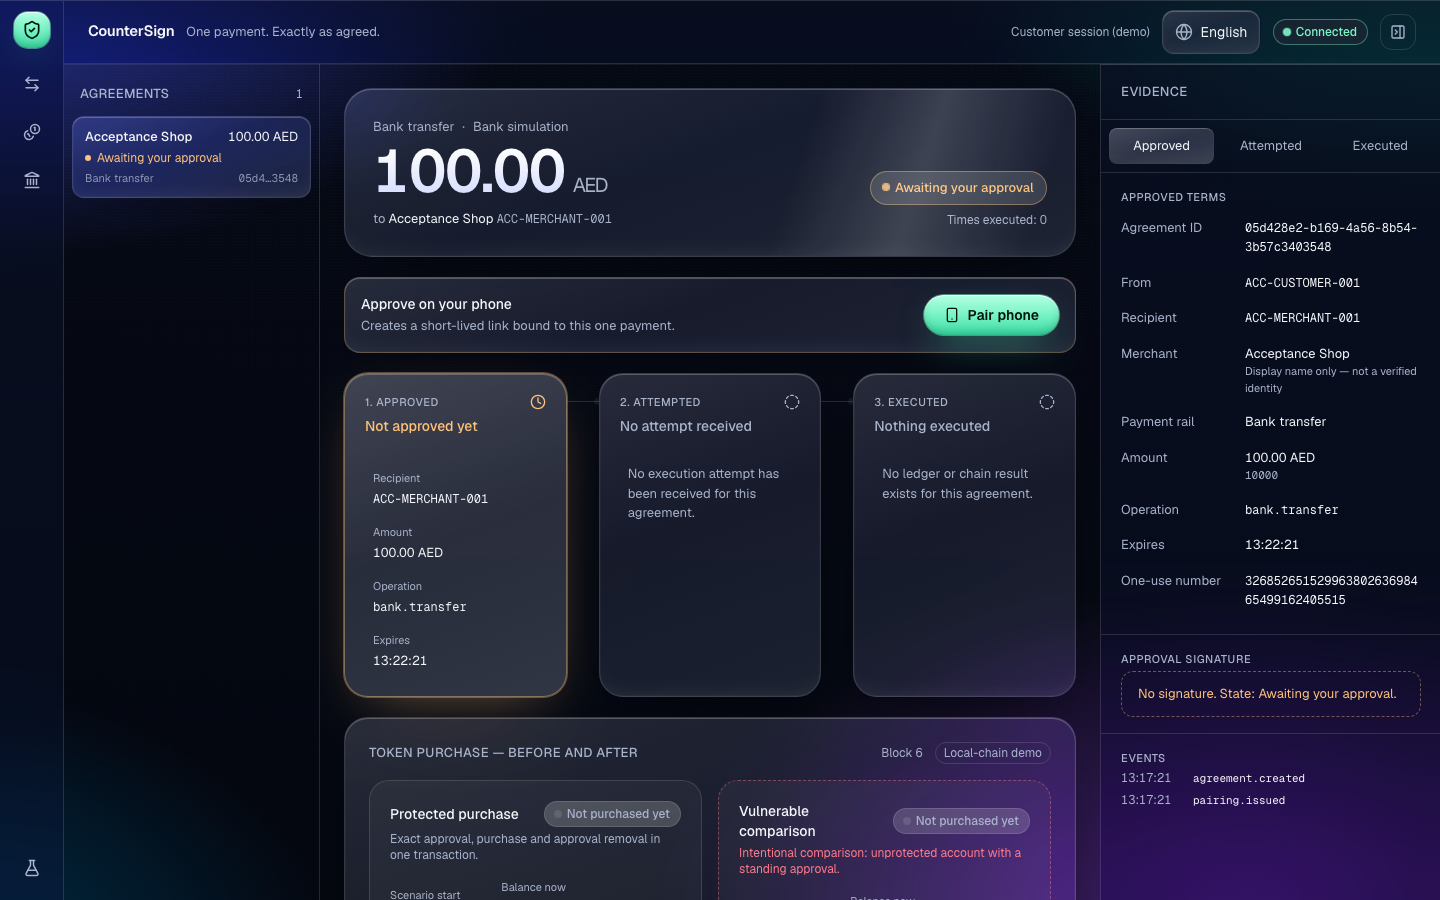 CounterSign One payment. Exactly as agreed.
Customer session (demo) English Connected
AGREEMENTS 1
Acceptance Shop 100.00 AED
Awaiting your approval
Bank transfer 05d4…3548
Bank transfer · Bank simulation
100.00 AED
to Acceptance Shop ACC-MERCHANT-001
Awaiting your approval
Times executed: 0
Approve on your phone
Creates a short-lived link bound to this one payment.
Pair phone
1. APPROVED
Not approved yet
Recipient
ACC-MERCHANT-001
Amount
100.00 AED
Operation
bank.transfer
Expires
13:22:21
2. ATTEMPTED
No attempt received
No execution attempt has
been received for this
agreement.
3. EXECUTED
Nothing executed
No ledger or chain result
exists for this agreement.
TOKEN PURCHASE — BEFORE AND AFTER
Block 6 Local-chain demo
Protected purchase Not purchased yet
Exact approval, purchase and approval removal in
one transaction.
Scenario start
Balance now
Vulnerable
comparison
Not purchased yet
Intentional comparison: unprotected account with a
standing approval.
EVIDENCE
Approved Attempted Executed
APPROVED TERMS
Agreement ID 05d428e2-b169-4a56-8b54-
3b57c3403548
From ACC-CUSTOMER-001
Recipient ACC-MERCHANT-001
Merchant Acceptance Shop
Display name only — not a verified
identity
Payment rail Bank transfer
Amount 100.00 AED
10000
Operation bank.transfer
Expires 13:22:21
One-use number 326852651529963802636984
65499162405515
APPROVAL SIGNATURE
No signature. State: Awaiting your approval.
EVENTS
13:17:21 agreement.created
13:17:21 pairing.issued